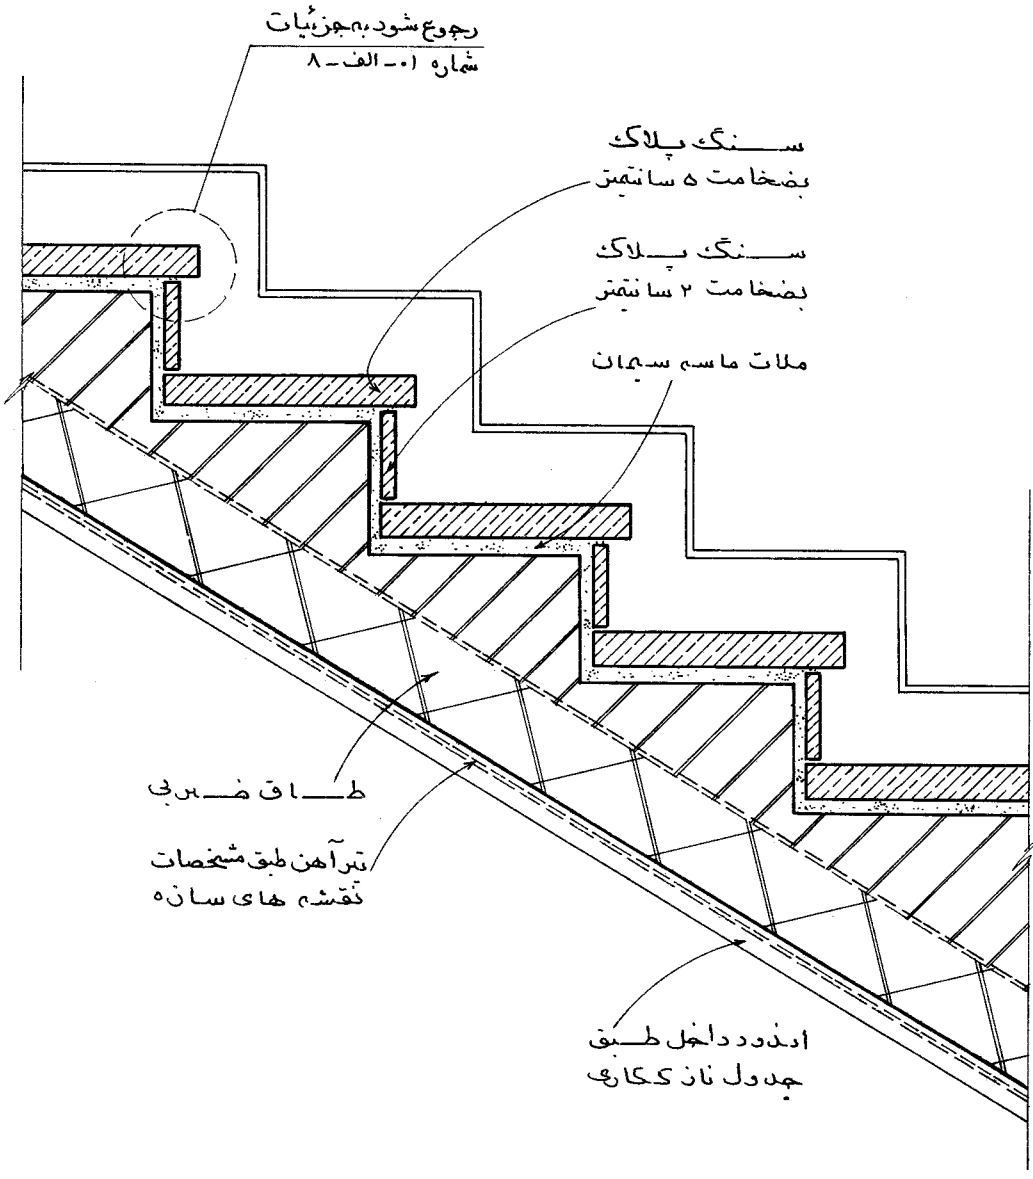 رجوع شود به جزئیات
شماره ۰۱-الف-۸
سنگ پلاک
بضخامت ۵ سانتیمتر
سنگ پلاک
بضخامت ۲ سانتیمتر
ملات ماسه سیمان
طاق ضربی
تیرآهن طبق مشخصات
نقشه های سازه
اندود داخل طبق
جدول نازک کاری